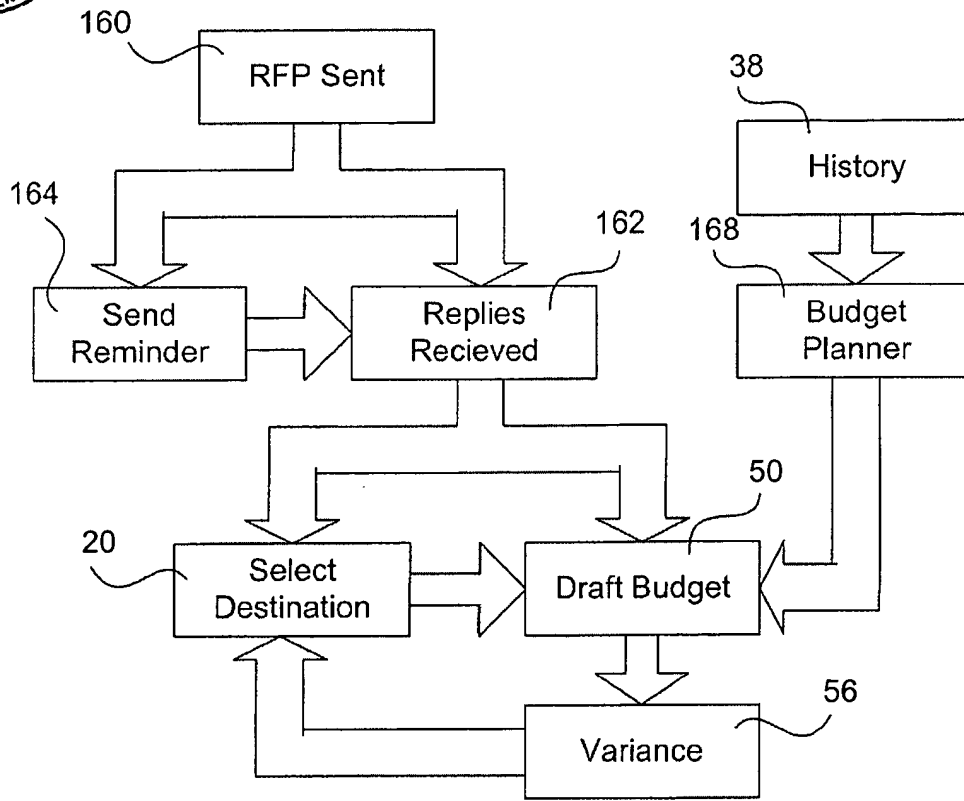 160
RFP Sent
38
History
164
162
168
Send
Reminder
Replies
Recieved
Budget
Planner
50
20
Select
Destination
Draft Budget
56
Variance